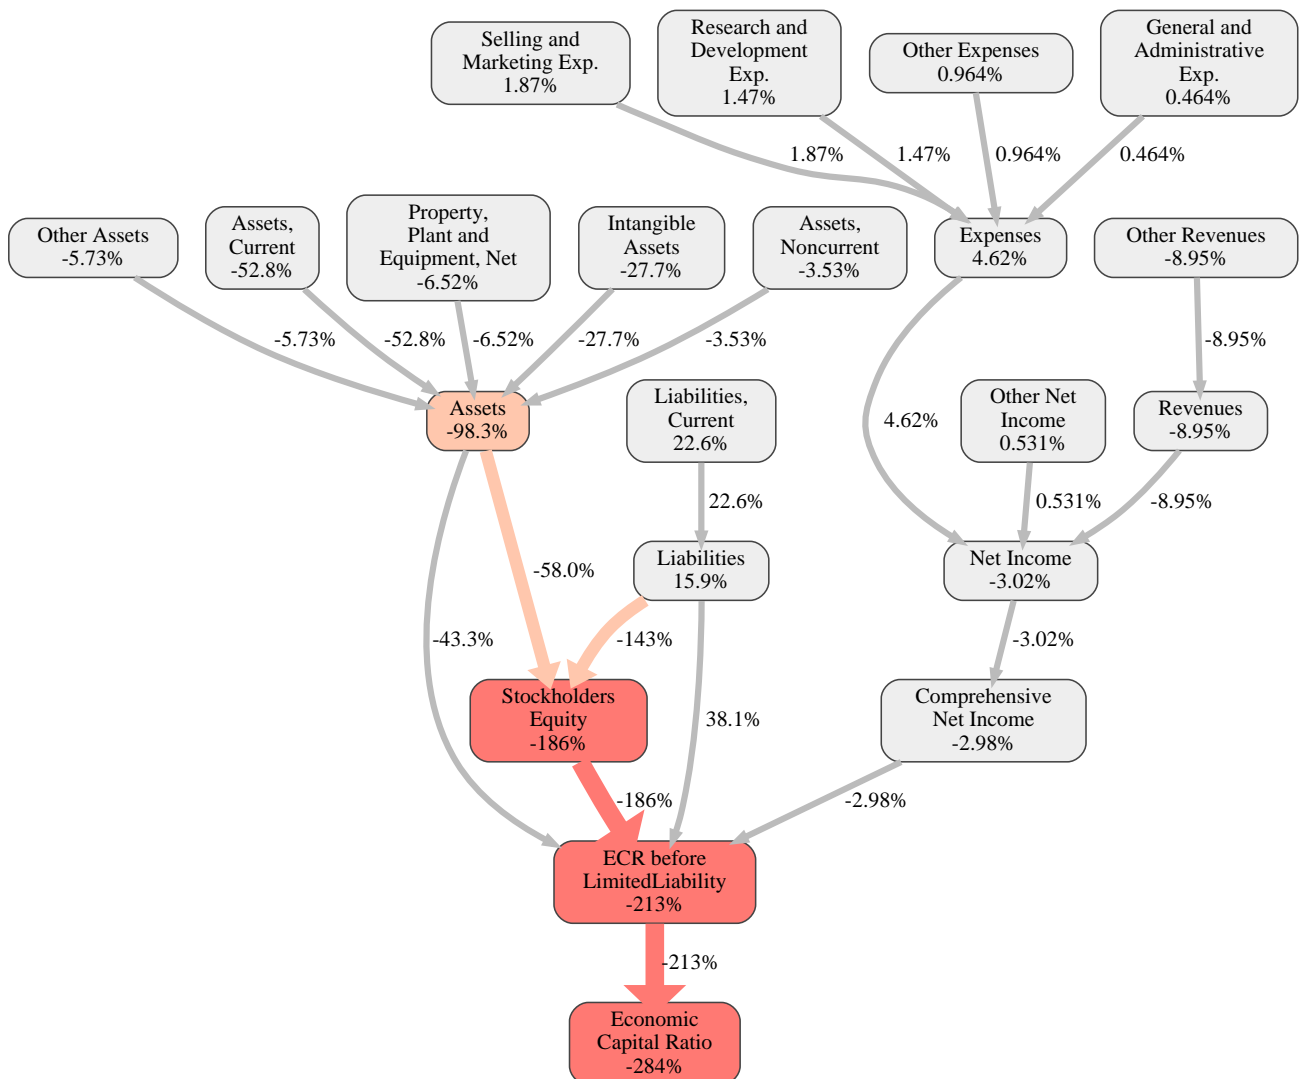 Selling and
Marketing Exp.
1.87%
Research and
Development
Exp.
1.47%
Other Expenses
0.964%
General and
Administrative
Exp.
0.464%
1.87%
1.47%
0.964%
0.464%
Other Assets
-5.73%
Assets,
Current
-52.8%
Property,
Plant and
Equipment, Net
-6.52%
Intangible
Assets
-27.7%
Assets,
Noncurrent
-3.53%
Expenses
4.62%
Other Revenues
-8.95%
-5.73%
-52.8%
-6.52%
-27.7%
-3.53%
-8.95%
Assets
-98.3%
Liabilities,
Current
22.6%
4.62%
Other Net
Income
0.531%
Revenues
-8.95%
22.6%
0.531%
-8.95%
-58.0%
Liabilities
15.9%
Net Income
-3.02%
-43.3%
-143%
-3.02%
Stockholders
Equity
-186%
38.1%
Comprehensive
Net Income
-2.98%
-186%
-2.98%
ECR before
LimitedLiability
-213%
-213%
Economic
Capital Ratio
-284%